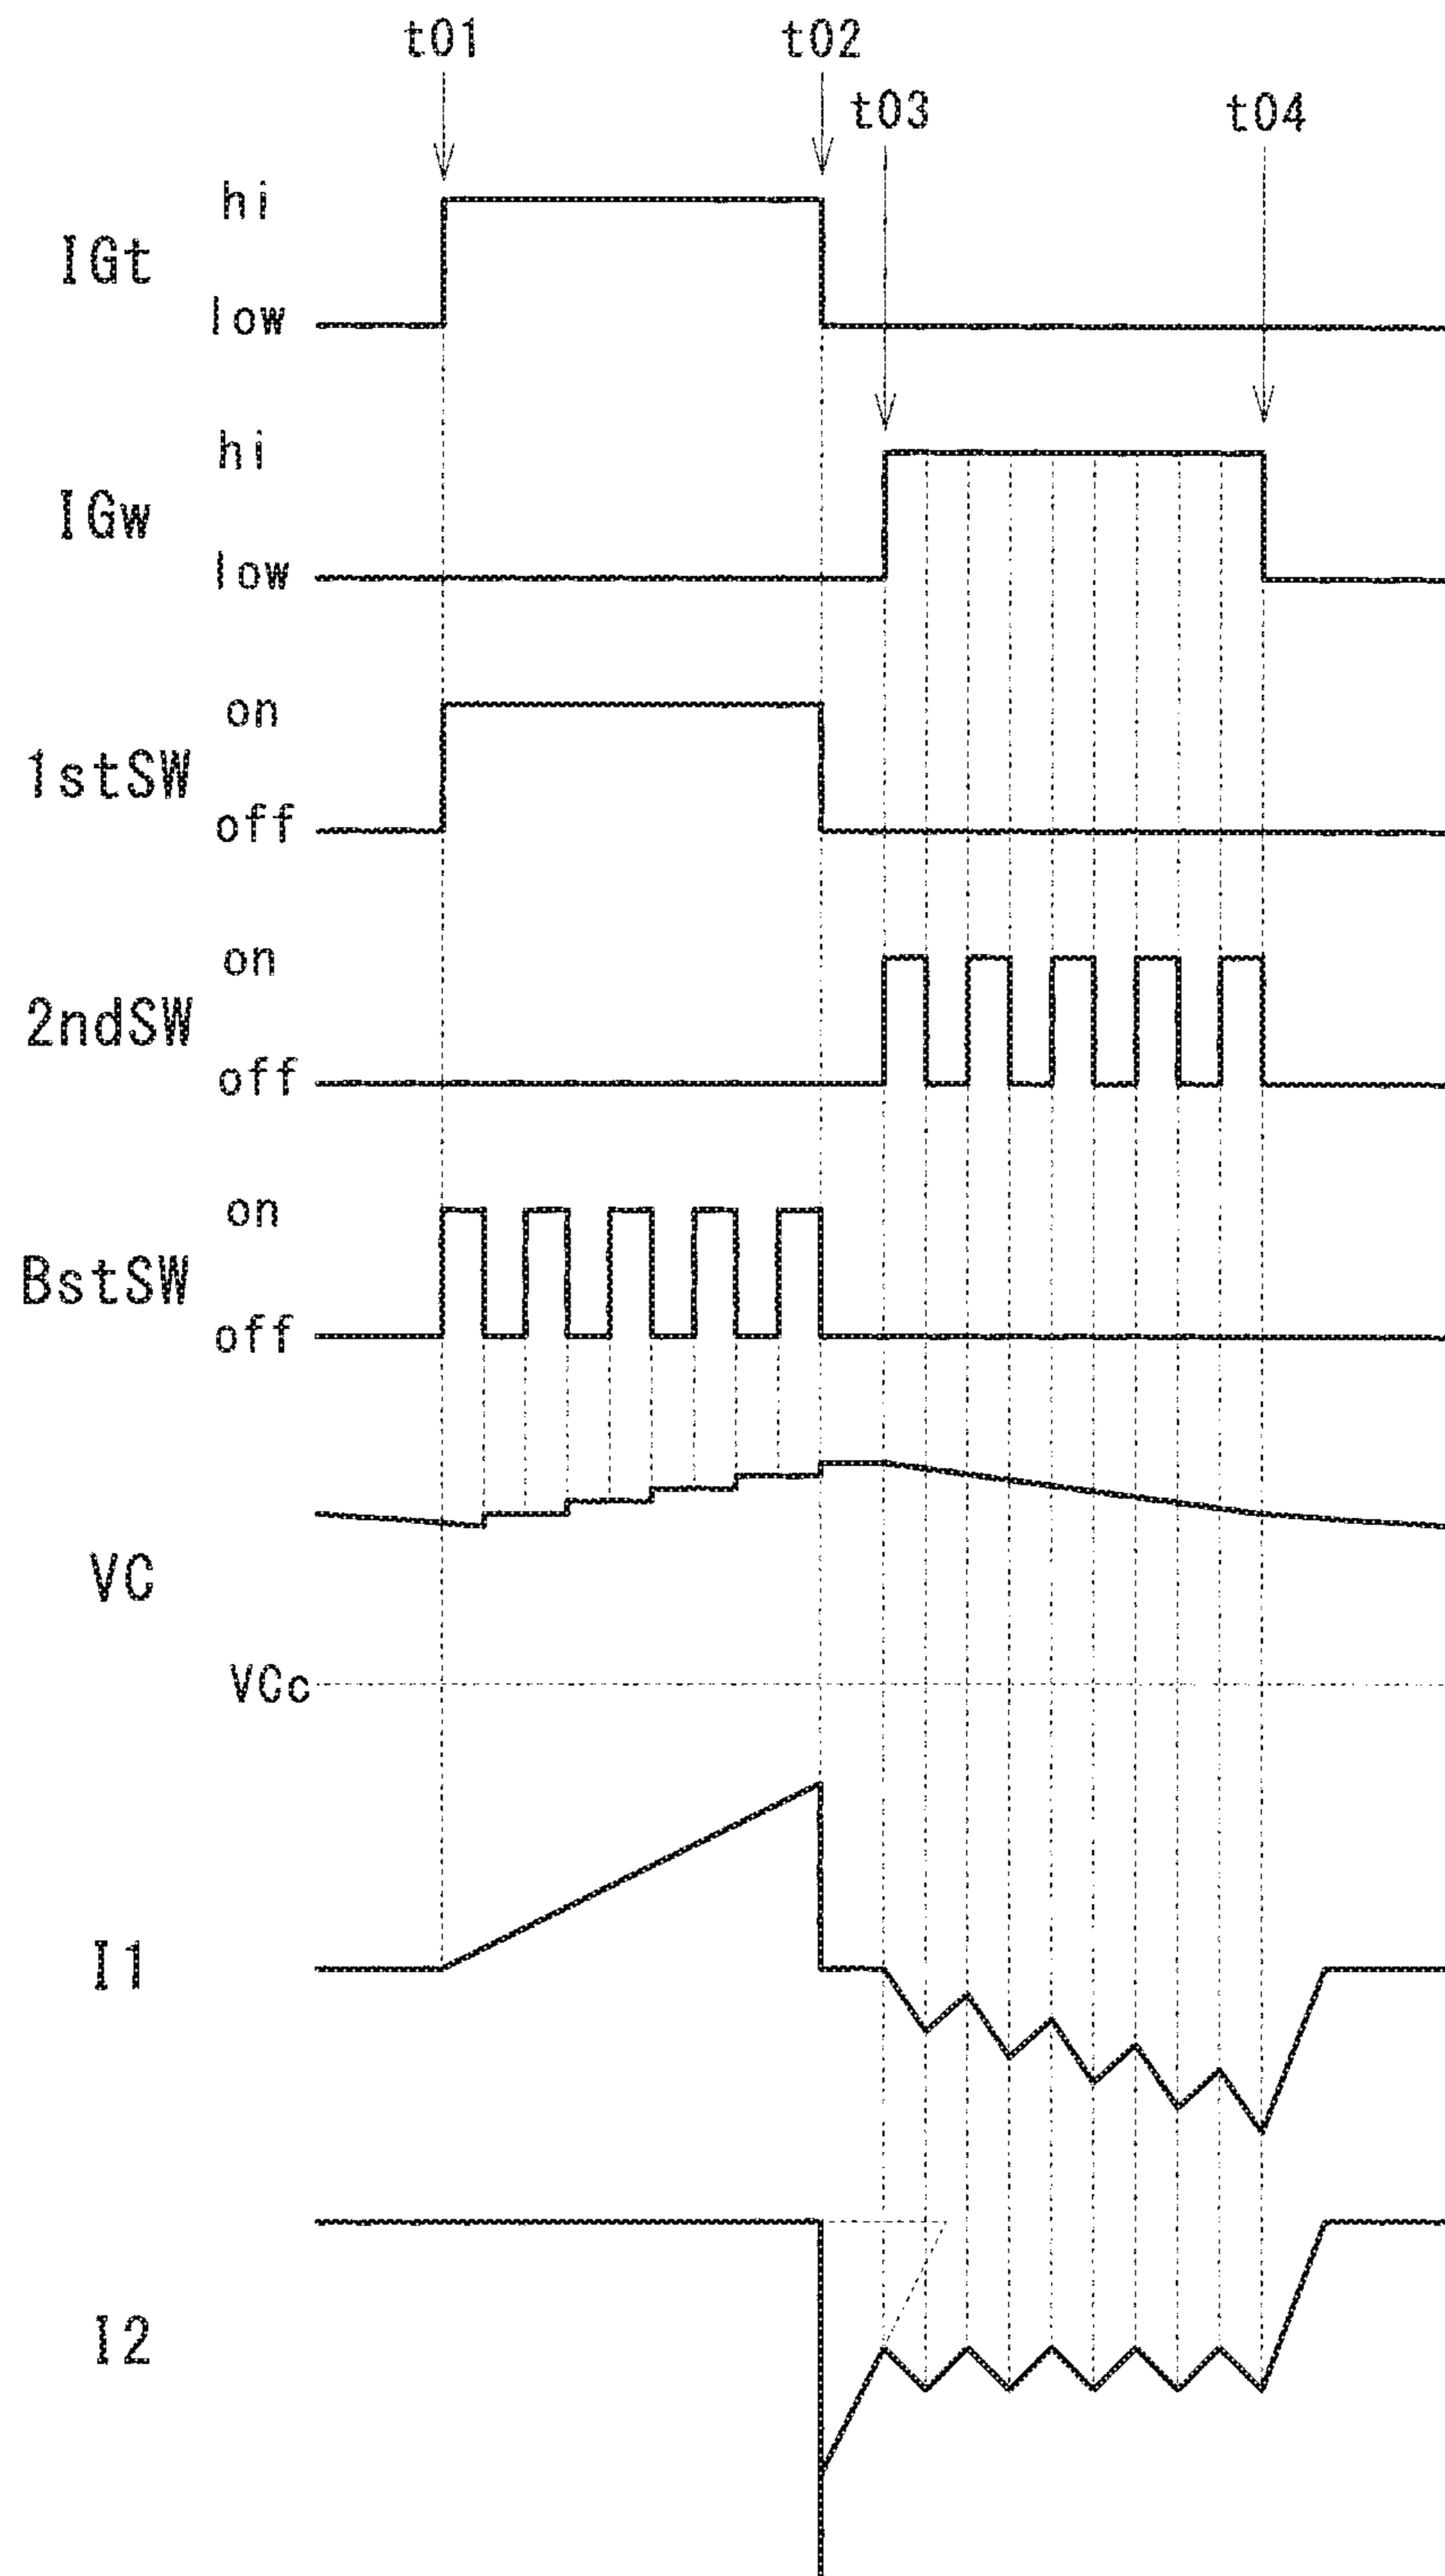 t01
t02
t03
t04
hi
IGt
low
hi
IGw
low
on
1stSW
off
on
2ndSW
off
on
BstSW
off
VC
VCc
I1
I2